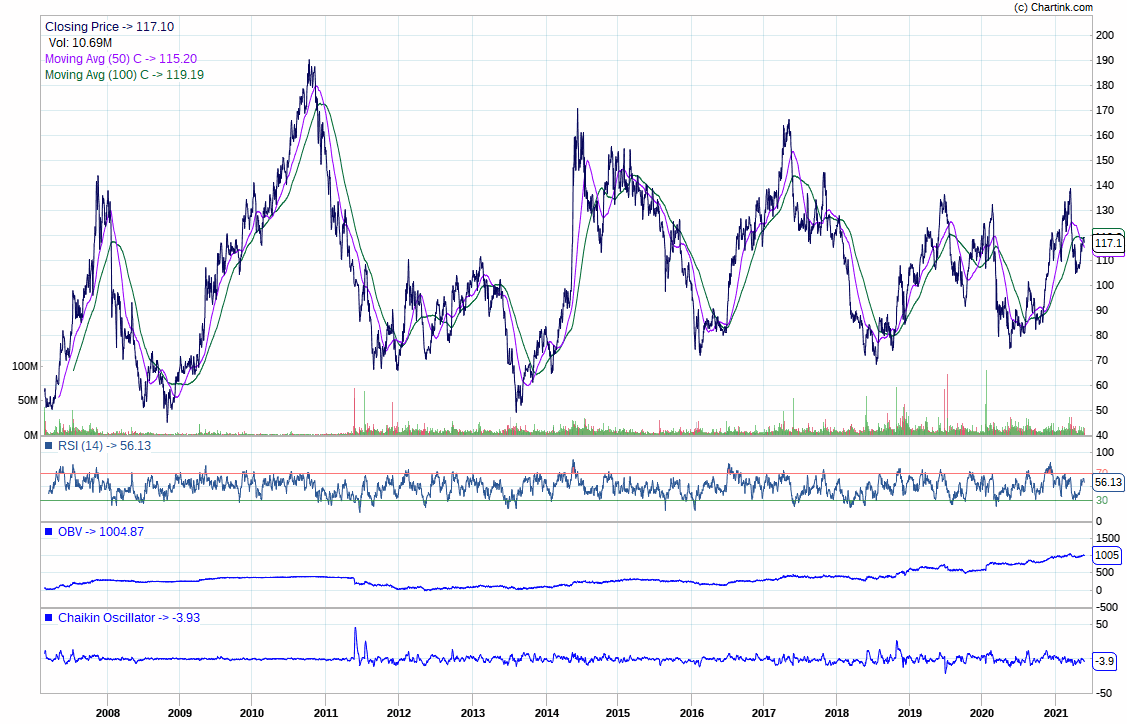 (c) Chartink.com
Closing Price -> 117.10
Vol: 10.69M
Moving Avg (50) C -> 115.20
Moving Avg (100) C -> 119.19
200
190
180
170
160
150
140
130
117.1
110
100
90
80
70
60
50
40
100M
50M
0M
RSI (14) -> 56.13
100
70
56.13
30
0
OBV -> 1004.87
1500
1005
500
0
-500
Chaikin Oscillator -> -3.93
50
-3.9
-50
2008 2009 2010 2011 2012 2013 2014 2015 2016 2017 2018 2019 2020 2021